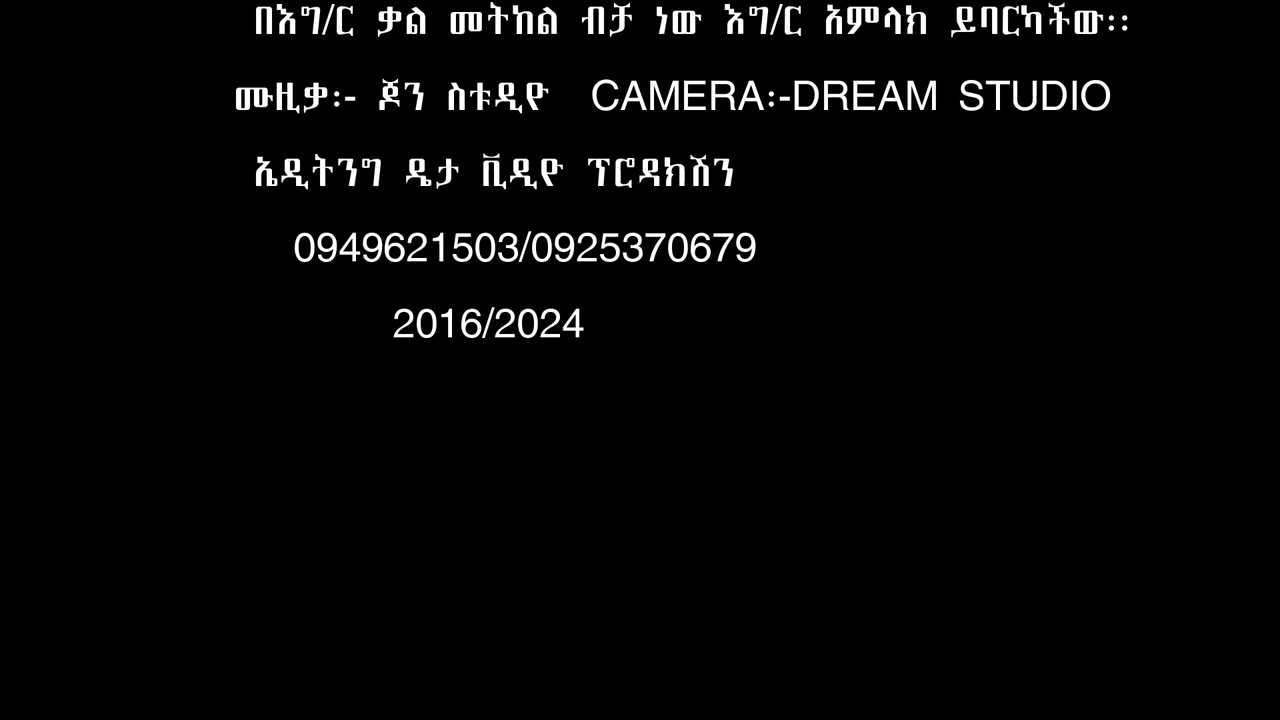 በእግ/ር ቃል መትከል ብቻ ነው እግ/ር አምላክ ይባርካችው፡፡
ሙዚቃ፡- ጆን ስቱዲዮ CAMERA፡-DREAM STUDIO
ኤዲትንግ ዴታ ቪዲዮ ፕሮዳክሽን
0949621503/0925370679
2016/2024